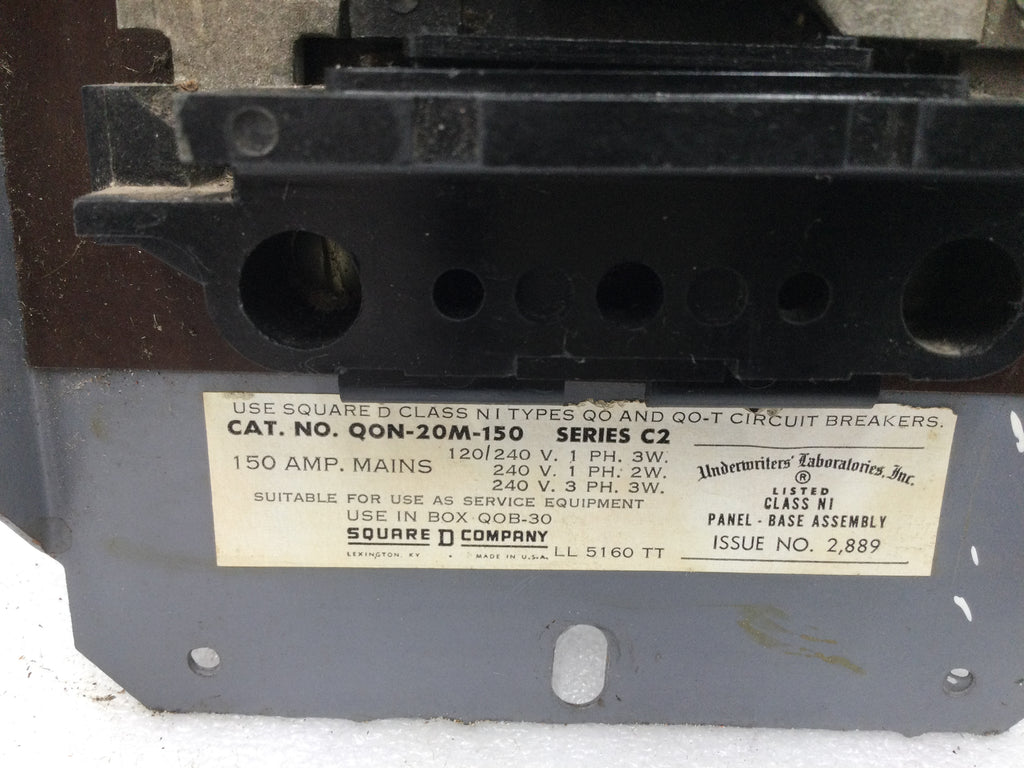 USE SQUARE D CLASS NI TYPES QO AND QO-T CIRCUIT BREAKERS.
CAT. NO. QON-20M-150 SERIES C2
150 AMP. MAINS
120/240 V. 1 PH. 3W.
240 V. 1 PH. 2W.
240 V. 3 PH. 3W.
SUITABLE FOR USE AS SERVICE EQUIPMENT
USE IN BOX QOB-30
SQUARE D COMPANY
LEXINGTON, KY • MADE IN U.S.A.
LL 5160 TT
Underwriters' Laboratories, Inc.
®
LISTED
CLASS NI
PANEL - BASE ASSEMBLY
ISSUE NO. 2,889